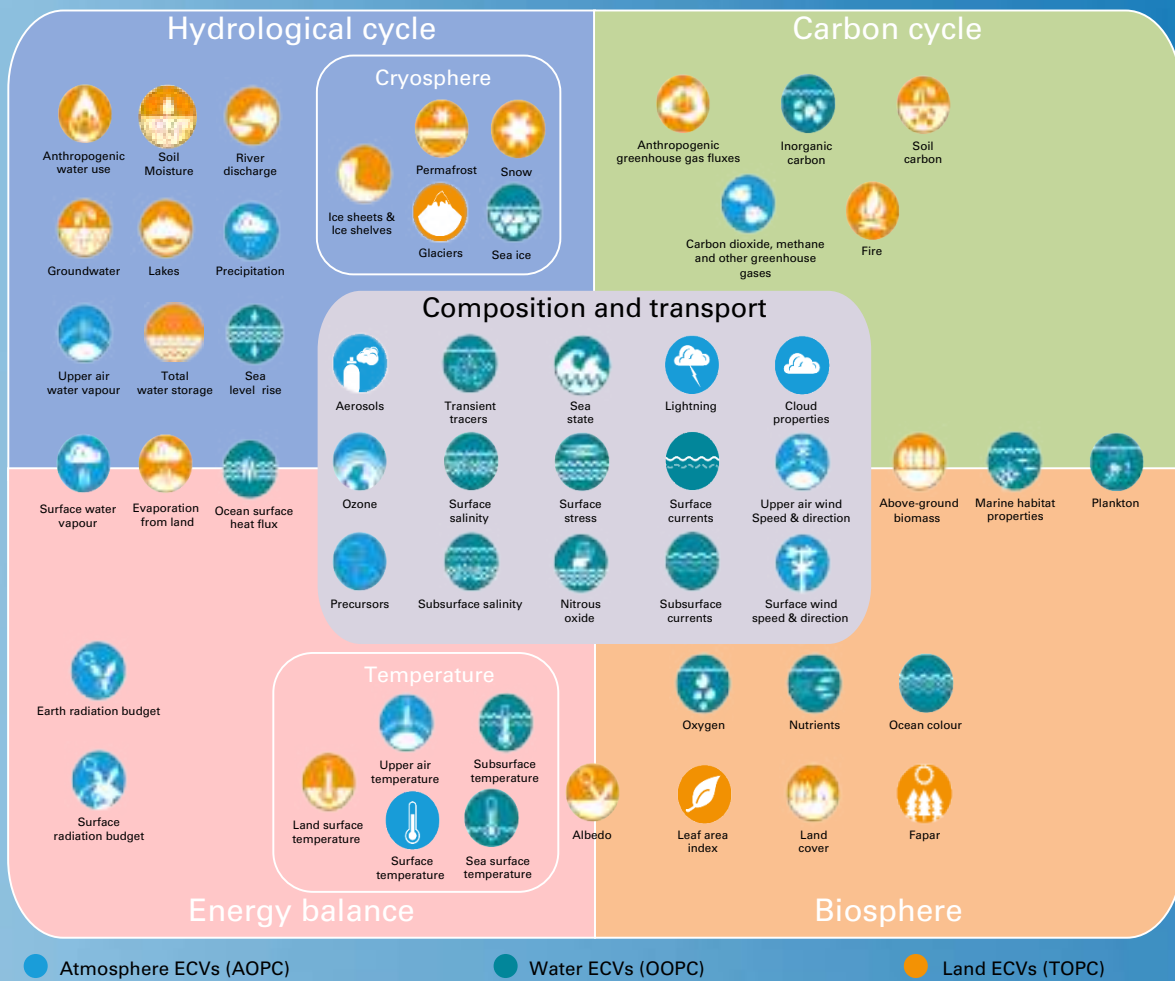 Hydrological cycle
Carbon cycle
Cryosphere
Anthropogenic
water use
Soil
Moisture
River
discharge
Permafrost
Snow
Ice sheets &
Ice shelves
Glaciers
Sea ice
Groundwater
Lakes
Precipitation
Upper air
water vapour
Total
water storage
Sea
level rise
Anthropogenic
greenhouse gas fluxes
Inorganic
carbon
Soil
carbon
Carbon dioxide, methane
and other greenhouse
gases
Fire
Composition and transport
Aerosols
Transient
tracers
Sea
state
Lightning
Cloud
properties
Ozone
Surface
salinity
Surface
stress
Surface
currents
Upper air wind
Speed & direction
Precursors
Subsurface salinity
Nitrous
oxide
Subsurface
currents
Surface wind
speed & direction
Surface water
vapour
Evaporation
from land
Ocean surface
heat flux
Above-ground
biomass
Marine habitat
properties
Plankton
Earth radiation budget
Surface
radiation budget
Temperature
Upper air
temperature
Subsurface
temperature
Land surface
temperature
Surface
temperature
Sea surface
temperature
Albedo
Oxygen
Nutrients
Ocean colour
Leaf area
index
Land
cover
Fapar
Energy balance
Biosphere
Atmosphere ECVs (AOPC)
Water ECVs (OOPC)
Land ECVs (TOPC)